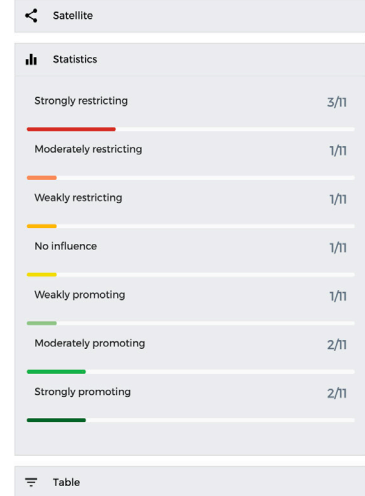 Satellite
Statistics
Strongly restricting 3/11
Moderately restricting 1/11
Weakly restricting 1/11
No influence 1/11
Weakly promoting 1/11
Moderately promoting 2/11
Strongly promoting 2/11
Table